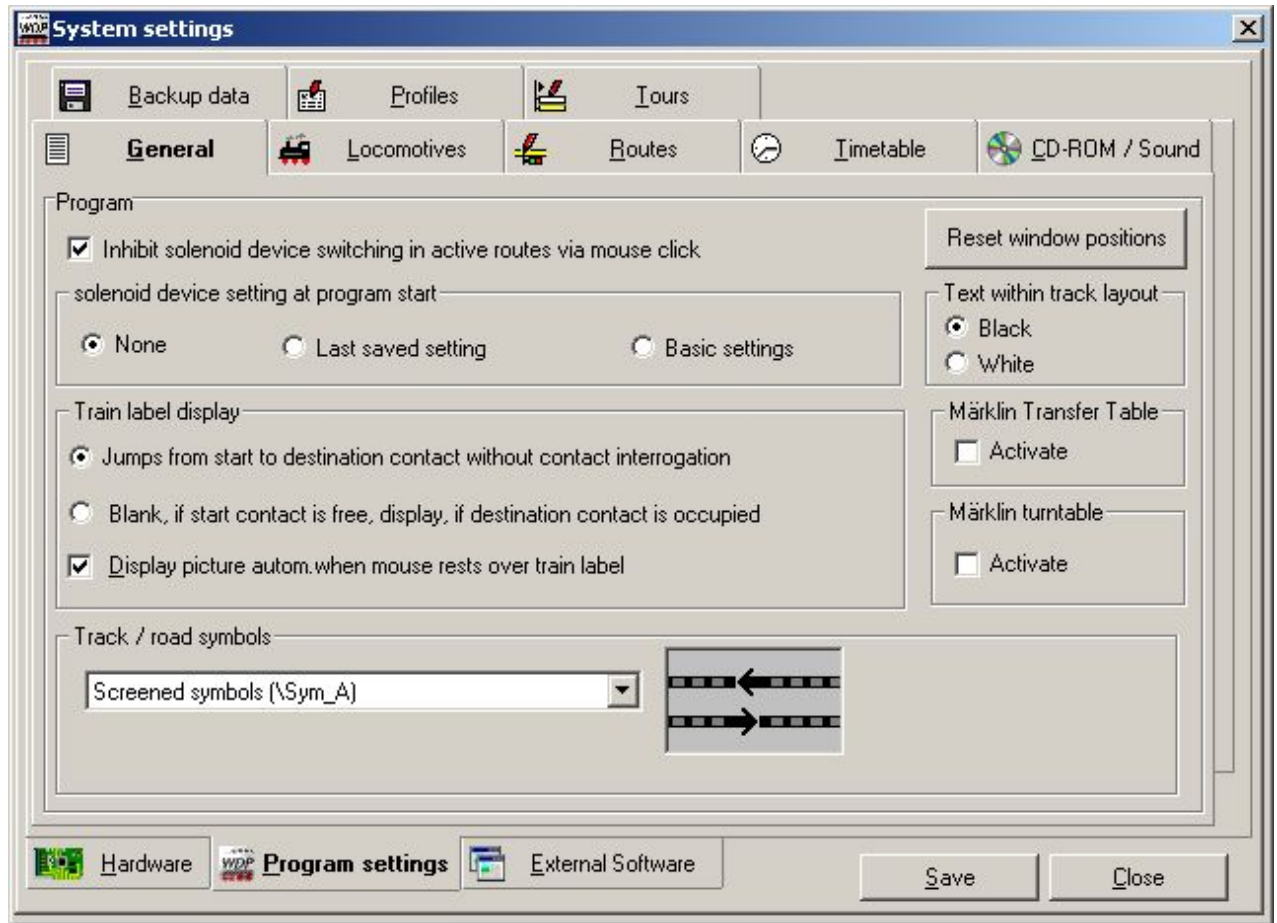 WDP System settings
Backup data Profiles Tours
General Locomotives Routes Timetable CD-ROM / Sound
Program
Inhibit solenoid device switching in active routes via mouse click
Reset window positions
solenoid device setting at program start
None Last saved setting Basic settings
Text within track layout
Black
White
Train label display
Jumps from start to destination contact without contact interrogation
Blank, if start contact is free, display, if destination contact is occupied
Display picture autom.when mouse rests over train label
Märklin Transfer Table
Activate
Märklin turntable
Activate
Track / road symbols
Screened symbols (\Sym_A)
Hardware WDP Program settings External Software
Save Close